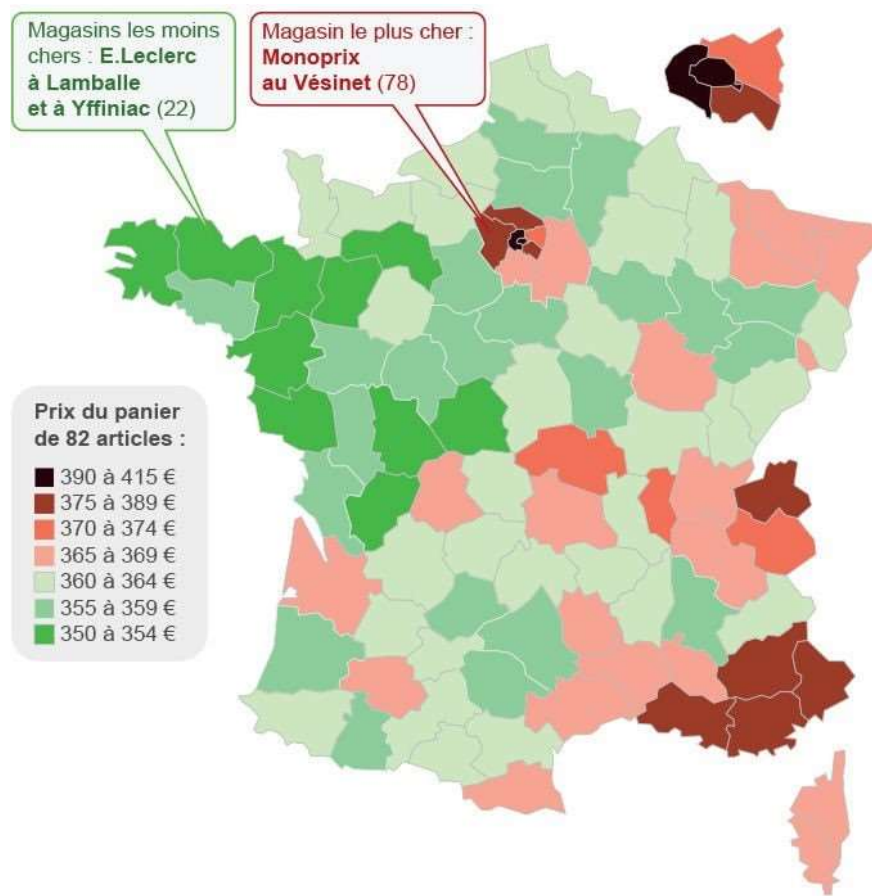 Magasins les moins
chers : E.Leclerc
à Lamballe
et à Yffiniac (22)
Magasin le plus cher :
Monoprix
au Vésinet (78)
Prix du panier
de 82 articles :
390 à 415 €
375 à 389 €
370 à 374 €
365 à 369 €
360 à 364 €
355 à 359 €
350 à 354 €